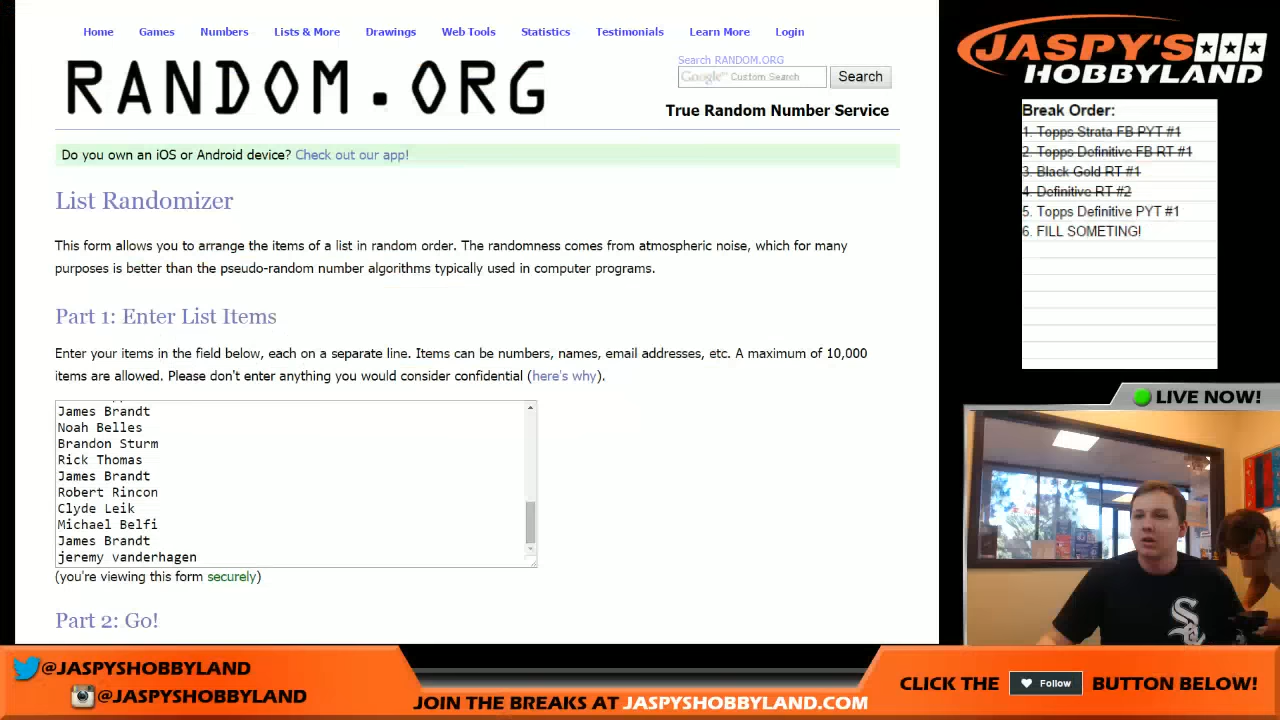 Home Games Numbers Lists & More Drawings Web Tools Statistics Testimonials Learn More Login
RANDOM.ORG
Search RANDOM.ORG
Google™ Custom Search Search
True Random Number Service
Do you own an iOS or Android device? Check out our app!
List Randomizer
This form allows you to arrange the items of a list in random order. The randomness comes from atmospheric noise, which for many
purposes is better than the pseudo-random number algorithms typically used in computer programs.
Part 1: Enter List Items
Enter your items in the field below, each on a separate line. Items can be numbers, names, email addresses, etc. A maximum of 10,000
items are allowed. Please don't enter anything you would consider confidential (here's why).
James Brandt
Noah Belles
Brandon Sturm
Rick Thomas
James Brandt
Robert Rincon
Clyde Leik
Michael Belfi
James Brandt
jeremy vanderhagen
(you're viewing this form securely)
Part 2: Go!
JASPY'S
HOBBYLAND
Break Order:
1. Topps Strata FB PYT #1
2. Topps Definitive FB RT #1
3. Black Gold RT #1
4. Definitive RT #2
5. Topps Definitive PYT #1
6. FILL SOMETING!
LIVE NOW!
Sox
@JASPYSHOBBYLAND
@JASPYSHOBBYLAND
JOIN THE BREAKS AT JASPYSHOBBYLAND.COM
CLICK THE Follow BUTTON BELOW!